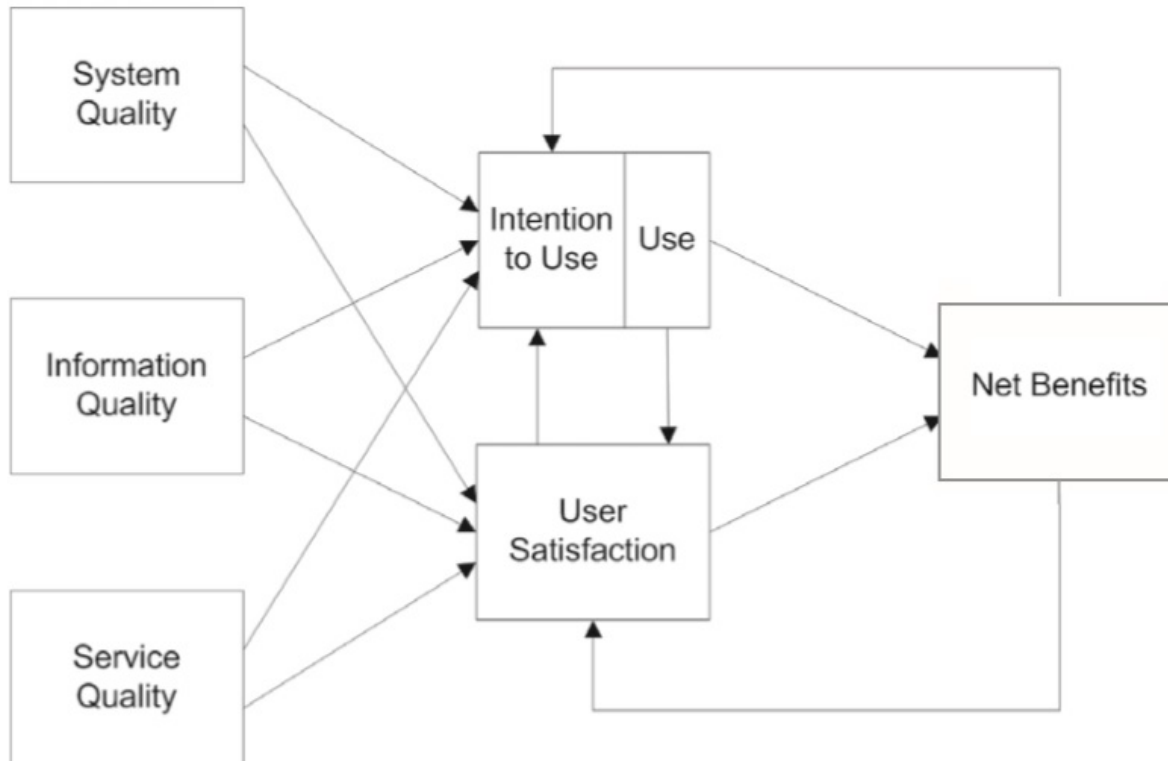 System
Quality
Intention
to Use
Use
Information
Quality
Net Benefits
User
Satisfaction
Service
Quality